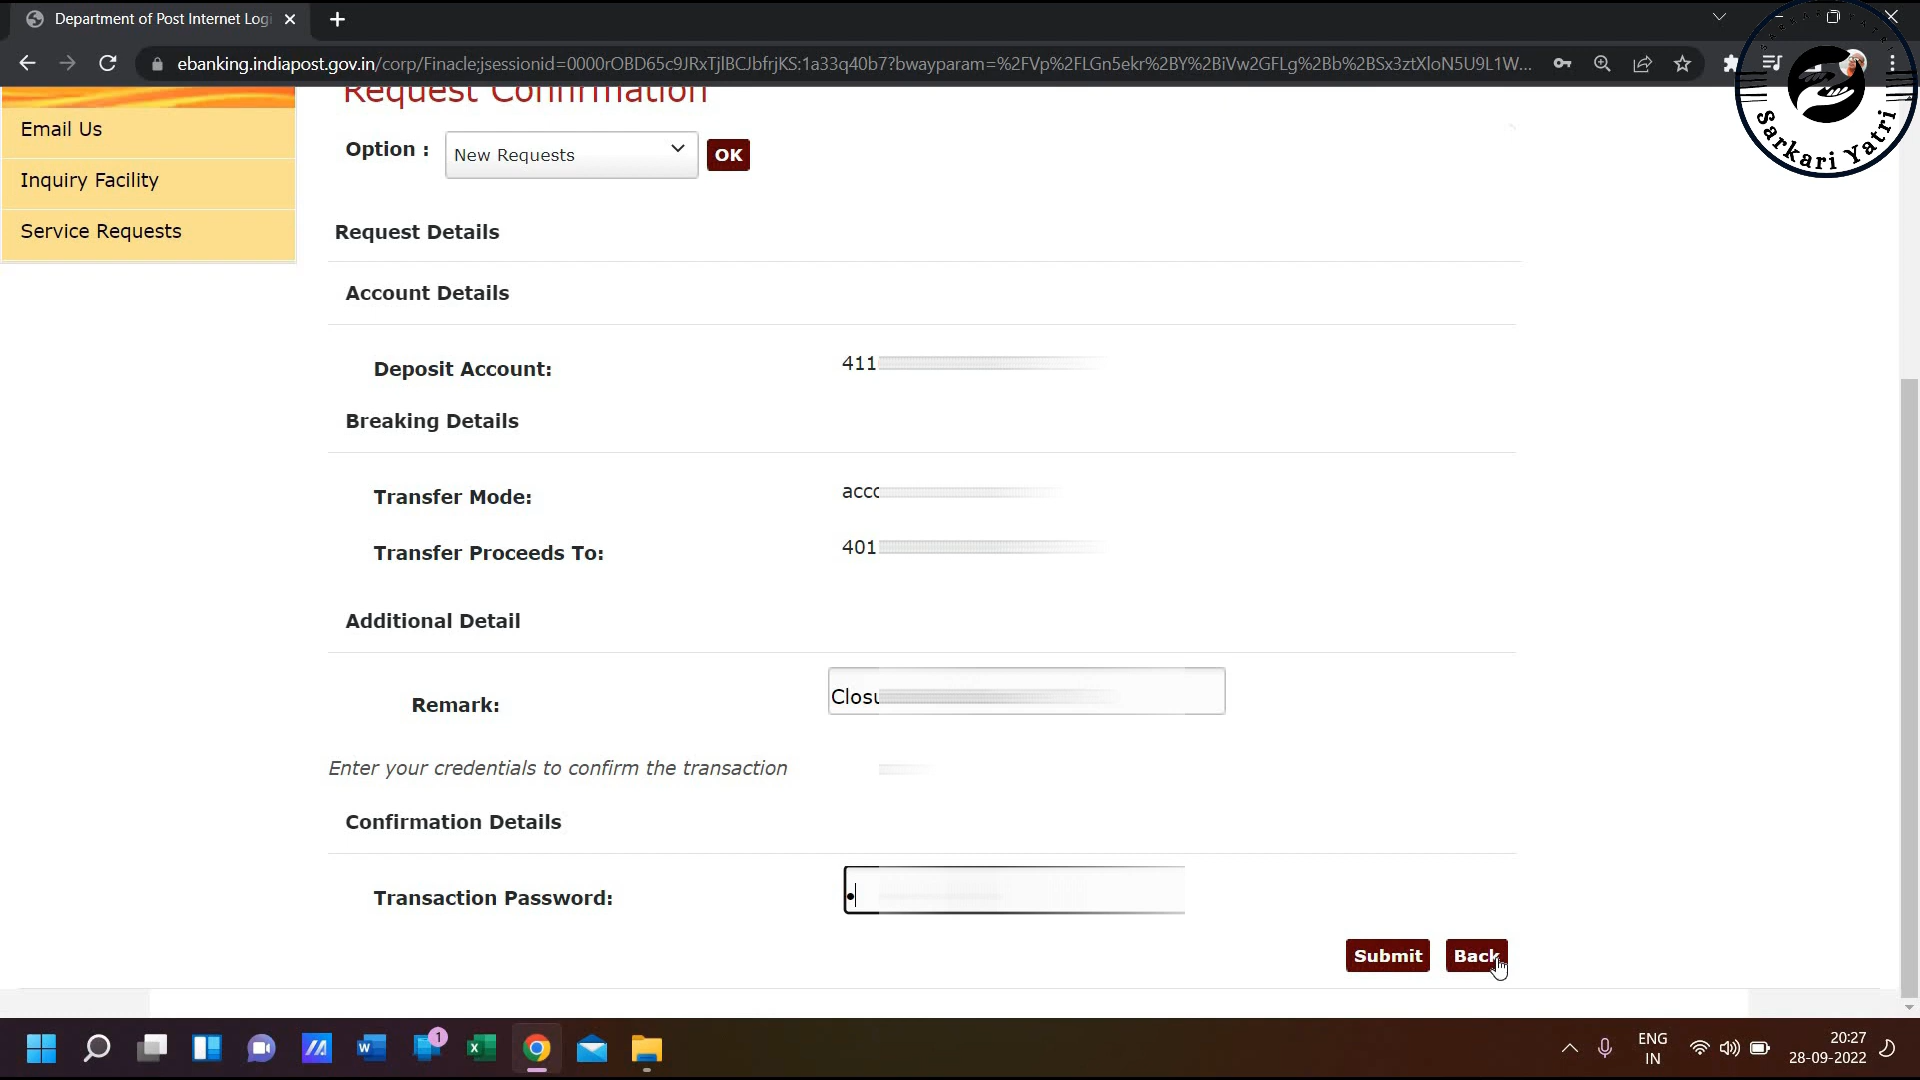 Department of Post Internet Logi
ebanking.indiapost.gov.in/corp/Finacle;jsessionid=0000rOBD65c9JRxTjlBCJbfrjKS:1a33q40b7?bwayparam=%2FVp%2FLGn5ekr%2BY%2BiVw2GFLg%2Bb%2BSx3ztXloN5U9L1W...
Sarkari Yatri
Request Confirmation
Email Us
Inquiry Facility
Service Requests
Option :
New Requests
OK
Request Details
Account Details
Deposit Account:
411
Breaking Details
Transfer Mode:
acco
Transfer Proceeds To:
401
Additional Detail
Remark:
Closu
Enter your credentials to confirm the transaction
Confirmation Details
Transaction Password:
Submit
Back
1
ENG
IN
20:27
28-09-2022